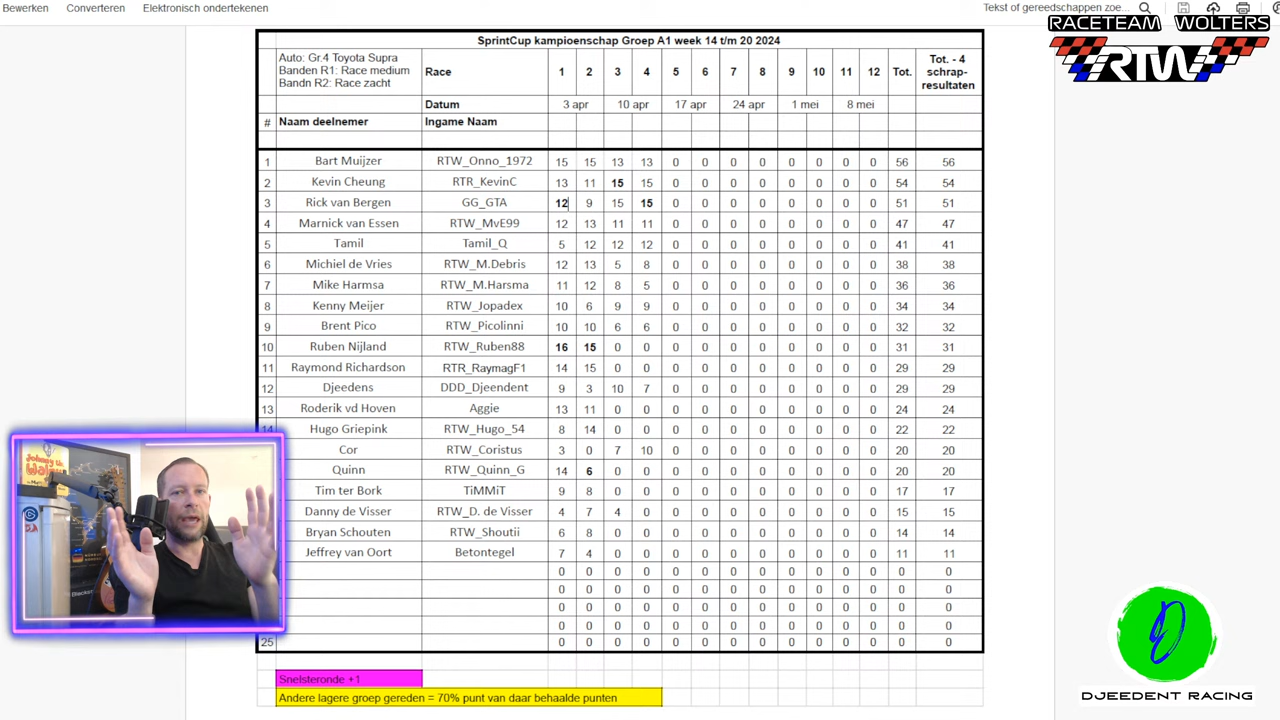 Bewerken Converteren Elektronisch ondertekenen Tekst of gereedschappen zoe...
RACETEAM WOLTERS
RTW
SprintCup kampioenschap Groep A1 week 14 t/m 20 2024
Auto: Gr.4 Toyota Supra
Banden R1: Race medium
Bandn R2: Race zacht
Race 1 2 3 4 5 6 7 8 9 10 11 12 Tot. Tot. - 4 schrap-resultaten
Datum 3 apr 10 apr 17 apr 24 apr 1 mei 8 mei
# Naam deelnemer Ingame Naam
1 Bart Muijzer RTW_Onno_1972 15 15 13 13 0 0 0 0 0 0 0 0 56 56
2 Kevin Cheung RTR_KevinC 13 11 15 15 0 0 0 0 0 0 0 0 54 54
3 Rick van Bergen GG_GTA 12 9 15 15 0 0 0 0 0 0 0 0 51 51
4 Marnick van Essen RTW_MvE99 12 13 11 11 0 0 0 0 0 0 0 0 47 47
5 Tamil Tamil_Q 5 12 12 12 0 0 0 0 0 0 0 0 41 41
6 Michiel de Vries RTW_M.Debris 12 13 5 8 0 0 0 0 0 0 0 0 38 38
7 Mike Harmsa RTW_M.Harsma 11 12 8 5 0 0 0 0 0 0 0 0 36 36
8 Kenny Meijer RTW_Jopadex 10 6 9 9 0 0 0 0 0 0 0 0 34 34
9 Brent Pico RTW_Picolinni 10 10 6 6 0 0 0 0 0 0 0 0 32 32
10 Ruben Nijland RTW_Ruben88 16 15 0 0 0 0 0 0 0 0 0 0 31 31
11 Raymond Richardson RTR_RaymagF1 14 15 0 0 0 0 0 0 0 0 0 0 29 29
12 Djeedens DDD_Djeendent 9 3 10 7 0 0 0 0 0 0 0 0 29 29
13 Roderik vd Hoven Aggie 13 11 0 0 0 0 0 0 0 0 0 0 24 24
14 Hugo Griepink RTW_Hugo_54 8 14 0 0 0 0 0 0 0 0 0 0 22 22
Cor RTW_Coristus 3 0 7 10 0 0 0 0 0 0 0 0 20 20
Quinn RTW_Quinn_G 14 6 0 0 0 0 0 0 0 0 0 0 20 20
Tim ter Bork TiMMiT 9 8 0 0 0 0 0 0 0 0 0 0 17 17
Danny de Visser RTW_D. de Visser 4 7 4 0 0 0 0 0 0 0 0 0 15 15
Bryan Schouten RTW_Shoutii 6 8 0 0 0 0 0 0 0 0 0 0 14 14
Jeffrey van Oort Betontegel 7 4 0 0 0 0 0 0 0 0 0 0 11 11
0 0 0 0 0 0 0 0 0 0 0 0 0 0
0 0 0 0 0 0 0 0 0 0 0 0 0 0
0 0 0 0 0 0 0 0 0 0 0 0 0 0
0 0 0 0 0 0 0 0 0 0 0 0 0 0
25 0 0 0 0 0 0 0 0 0 0 0 0 0 0
Snelsteronde +1
Andere lagere groep gereden = 70% punt van daar behaalde punten
DJEEDENT RACING